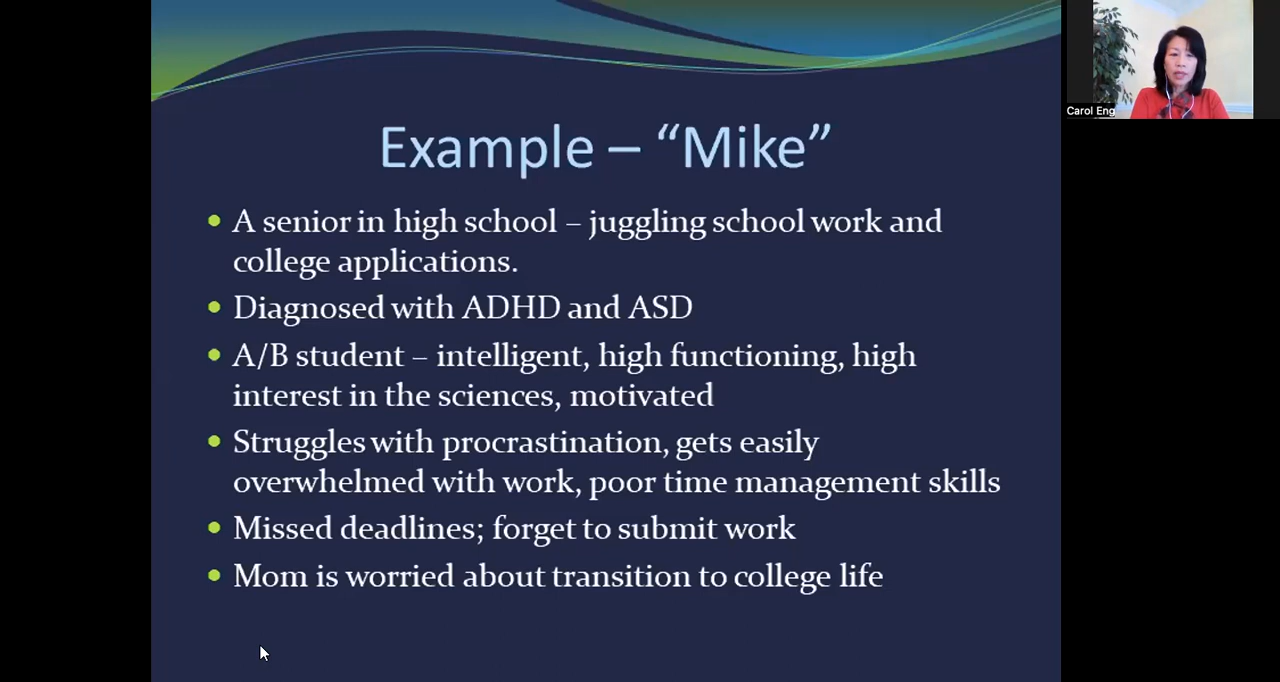 Example – “Mike”
• A senior in high school – juggling school work and
college applications.
• Diagnosed with ADHD and ASD
• A/B student – intelligent, high functioning, high
interest in the sciences, motivated
• Struggles with procrastination, gets easily
overwhelmed with work, poor time management skills
• Missed deadlines; forget to submit work
• Mom is worried about transition to college life
Carol Eng